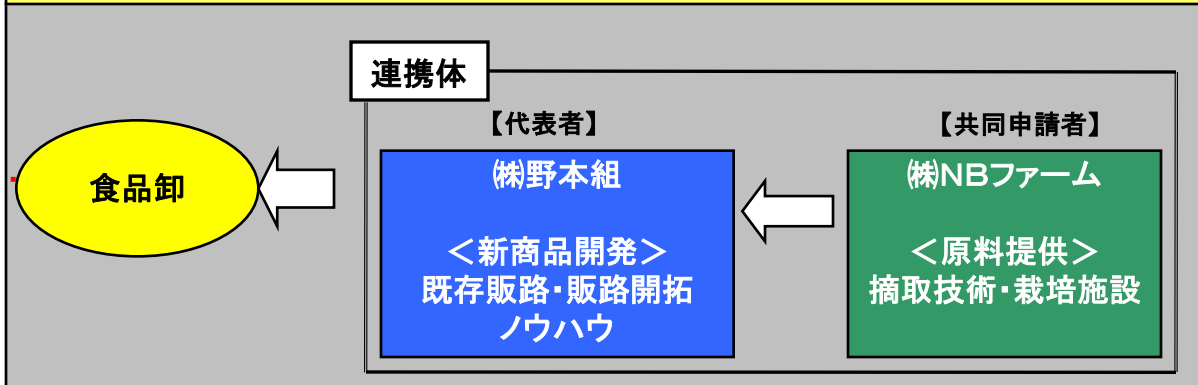 連携体
【代表者】
【共同申請者】
食品卸
㈱野本組
<新商品開発>
既存販路・販路開拓
ノウハウ
㈱NBファーム
<原料提供>
摘取技術・栽培施設